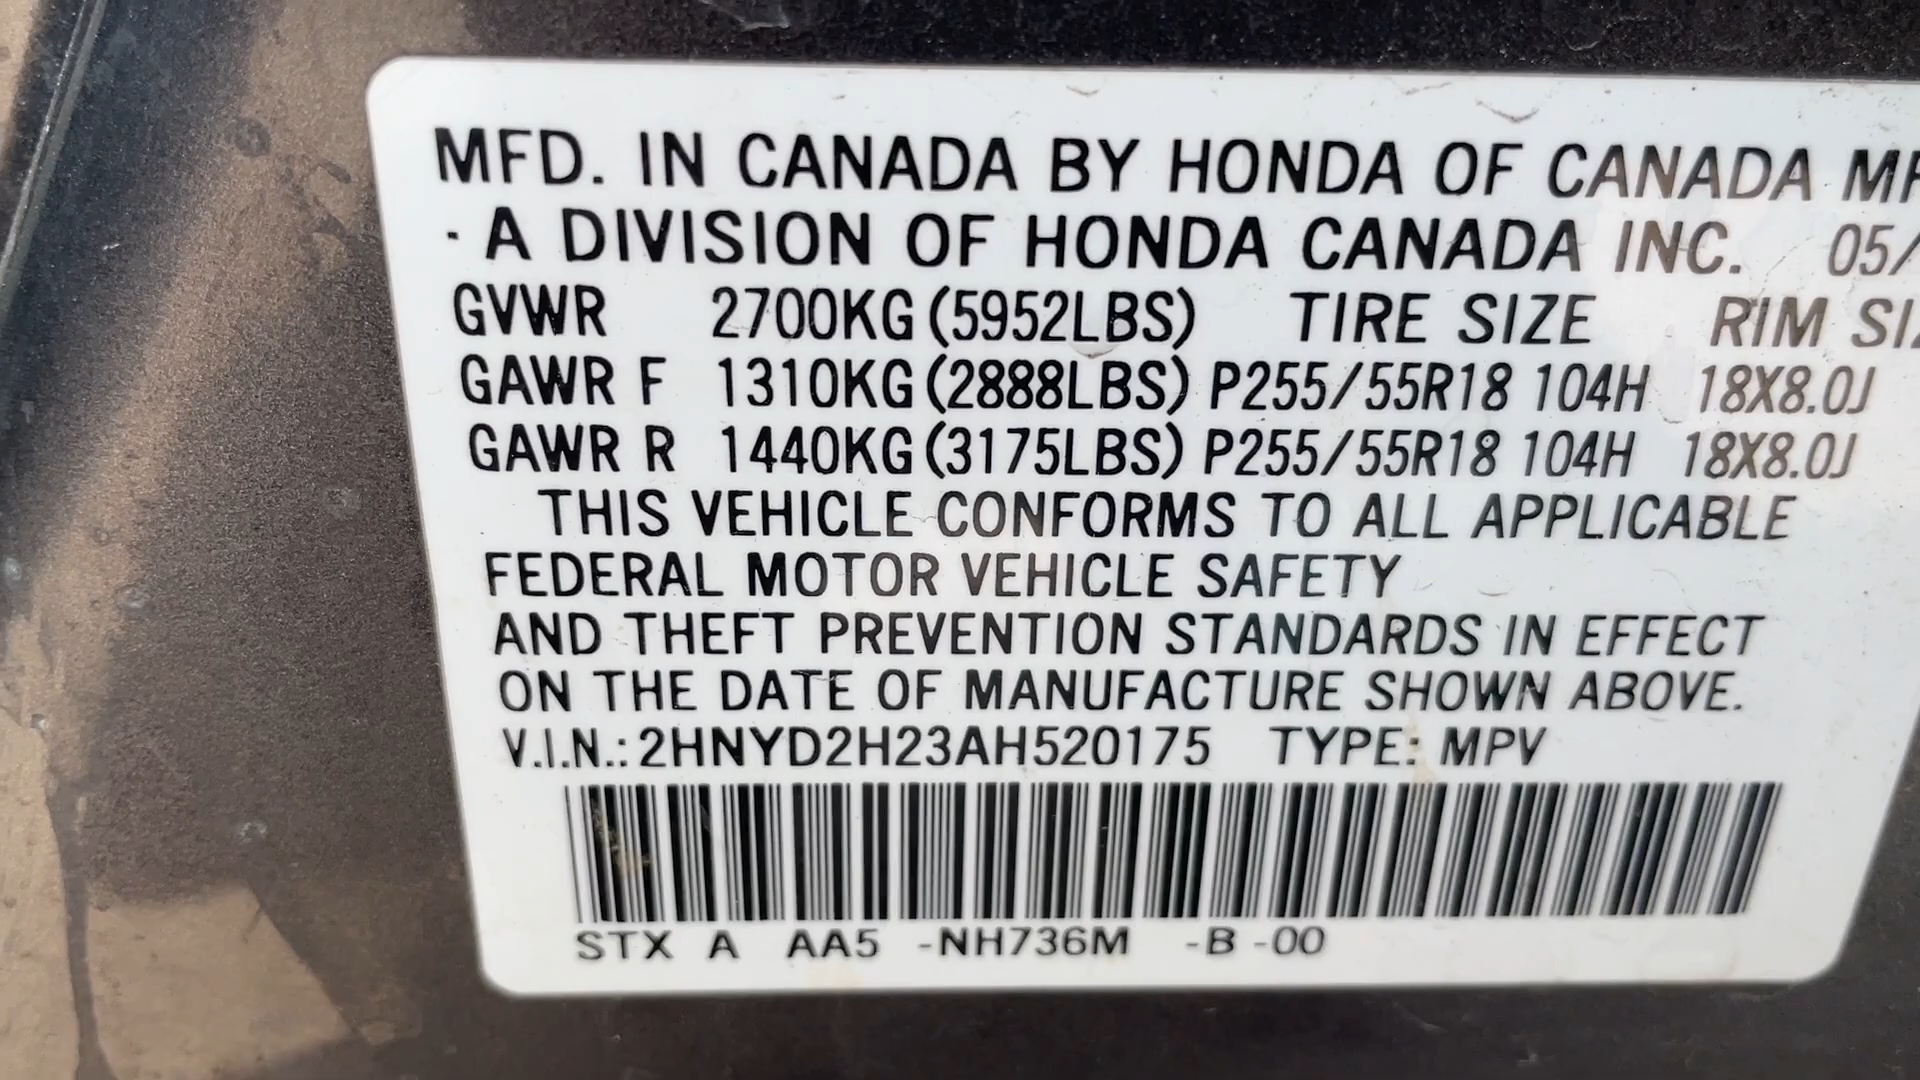 MFD. IN CANADA BY HONDA OF CANADA
· A DIVISION OF HONDA CANADA INC. 05/
GVWR 2700KG (5952LBS) TIRE SIZE RIM
GAWR F 1310KG (2888LBS) P255/55R18 104H 18X8.0J
GAWR R 1440KG (3175LBS) P255/55R18 104H 18X8.0J
THIS VEHICLE CONFORMS TO ALL APPLICABLE
FEDERAL MOTOR VEHICLE SAFETY
AND THEFT PREVENTION STANDARDS IN EFFECT
ON THE DATE OF MANUFACTURE SHOWN ABOVE.
V.I.N.: 2HNYD2H23AH520175 TYPE: MPV
STX A AA5 -NH736M -B -00